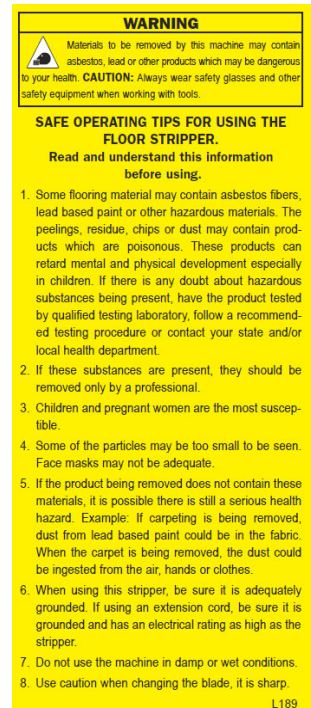 WARNING
Materials to be removed by this machine may contain
asbestos, lead or other products which may be dangerous
to your health. CAUTION: Always wear safety glasses and other
safety equipment when working with tools.
SAFE OPERATING TIPS FOR USING THE
FLOOR STRIPPER.
Read and understand this information
before using.
1. Some flooring material may contain asbestos fibers,
lead based paint or other hazardous materials. The
peelings, residue, chips or dust may contain prod-
ucts which are poisonous. These products can
retard mental and physical development especially
in children. If there is any doubt about hazardous
substances being present, have the product tested
by qualified testing laboratory, follow a recommend-
ed testing procedure or contact your state and/or
local health department.
2. If these substances are present, they should be
removed only by a professional.
3. Children and pregnant women are the most suscep-
tible.
4. Some of the particles may be too small to be seen.
Face masks may not be adequate.
5. If the product being removed does not contain these
materials, it is possible there is still a serious health
hazard. Example: If carpeting is being removed,
dust from lead based paint could be in the fabric.
When the carpet is being removed, the dust could
be ingested from the air, hands or clothes.
6. When using this stripper, be sure it is adequately
grounded. If using an extension cord, be sure it is
grounded and has an electrical rating as high as the
stripper.
7. Do not use the machine in damp or wet conditions.
8. Use caution when changing the blade, it is sharp.
L189